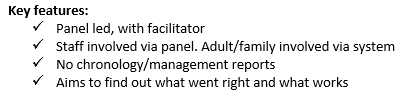 Key features:
✓ Panel led, with facilitator
✓ Staff involved via panel. Adult/family involved via system
✓ No chronology/management reports
✓ Aims to find out what went right and what works